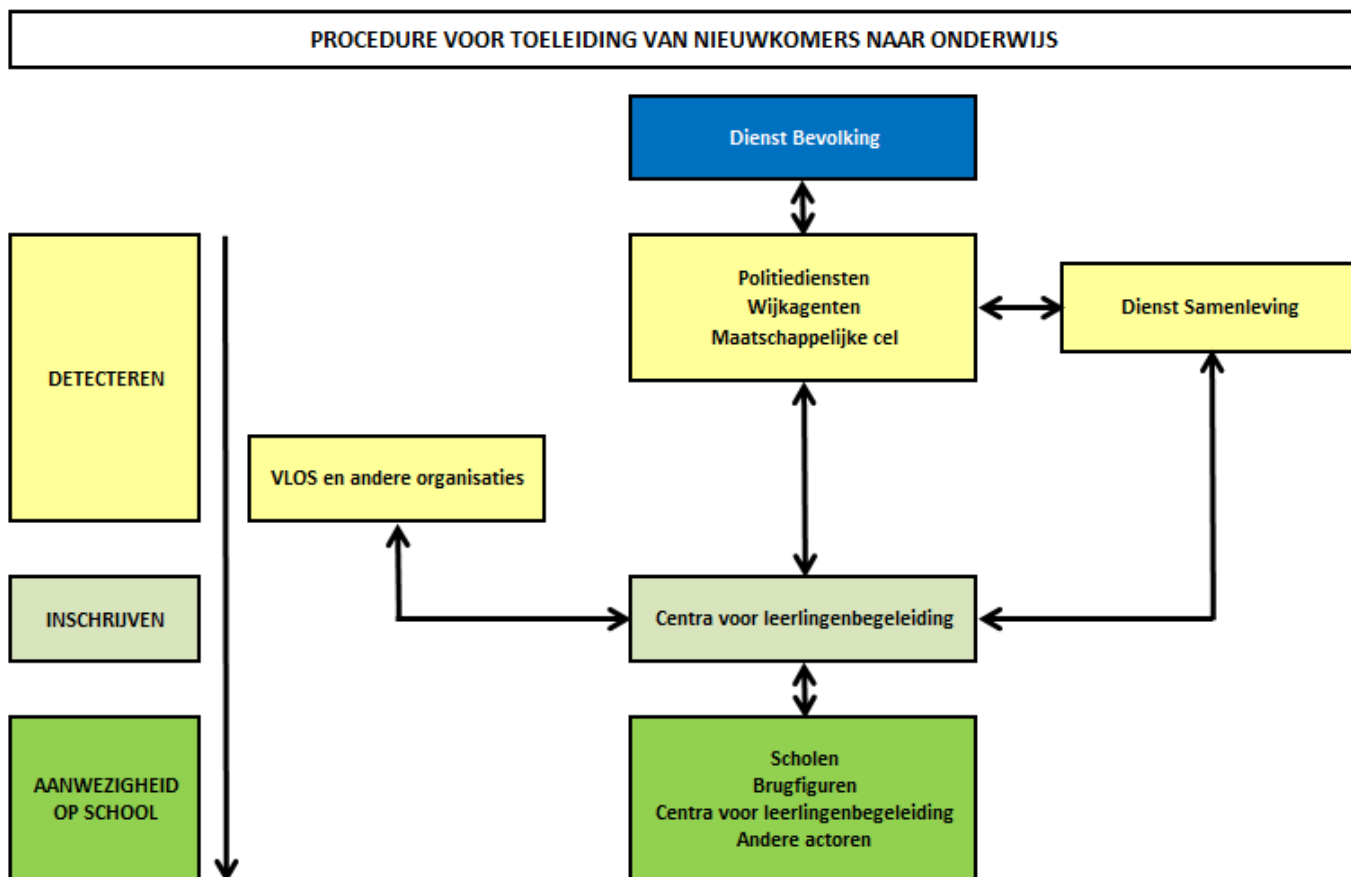 PROCEDURE VOOR TOELEIDING VAN NIEUWKOMERS NAAR ONDERWIJS
Dienst Bevolking
DETECTEREN
Politiediensten
Wijkagenten
Maatschappelijke cel
Dienst Samenleving
VLOS en andere organisaties
INSCHRIJVEN
Centra voor leerlingenbegeleiding
AANWEZIGHEID
OP SCHOOL
Scholen
Brugfiguren
Centra voor leerlingenbegeleiding
Andere actoren